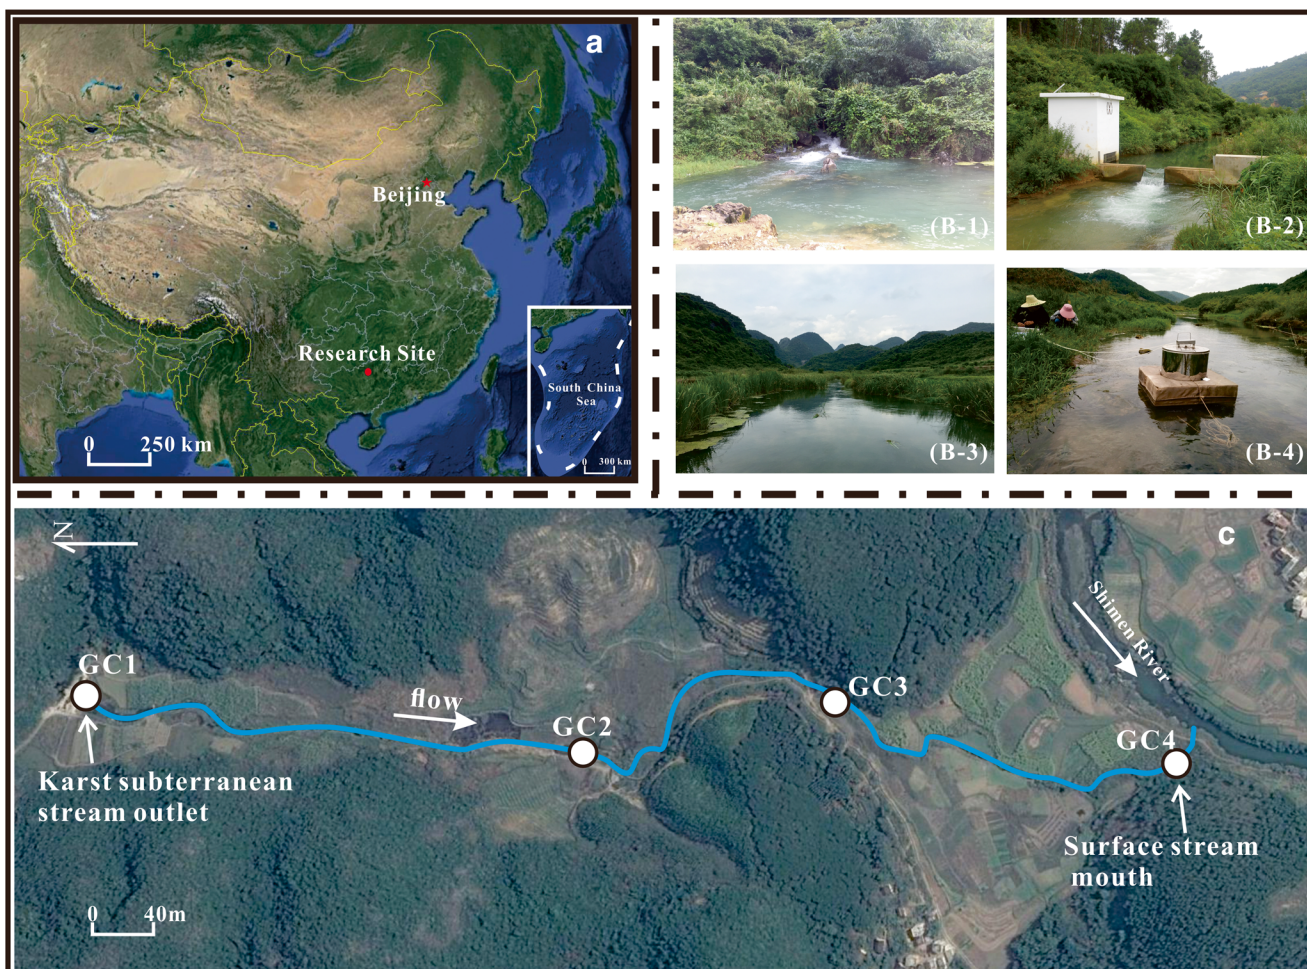 a
Beijing
Research Site
South China
Sea
0 250 km
0 300 km
(B-1)
(B-2)
(B-3)
(B-4)
N
c
Shimen River
GC1
flow
GC2
GC3
GC4
Karst subterranean
stream outlet
Surface stream
mouth
0 40m